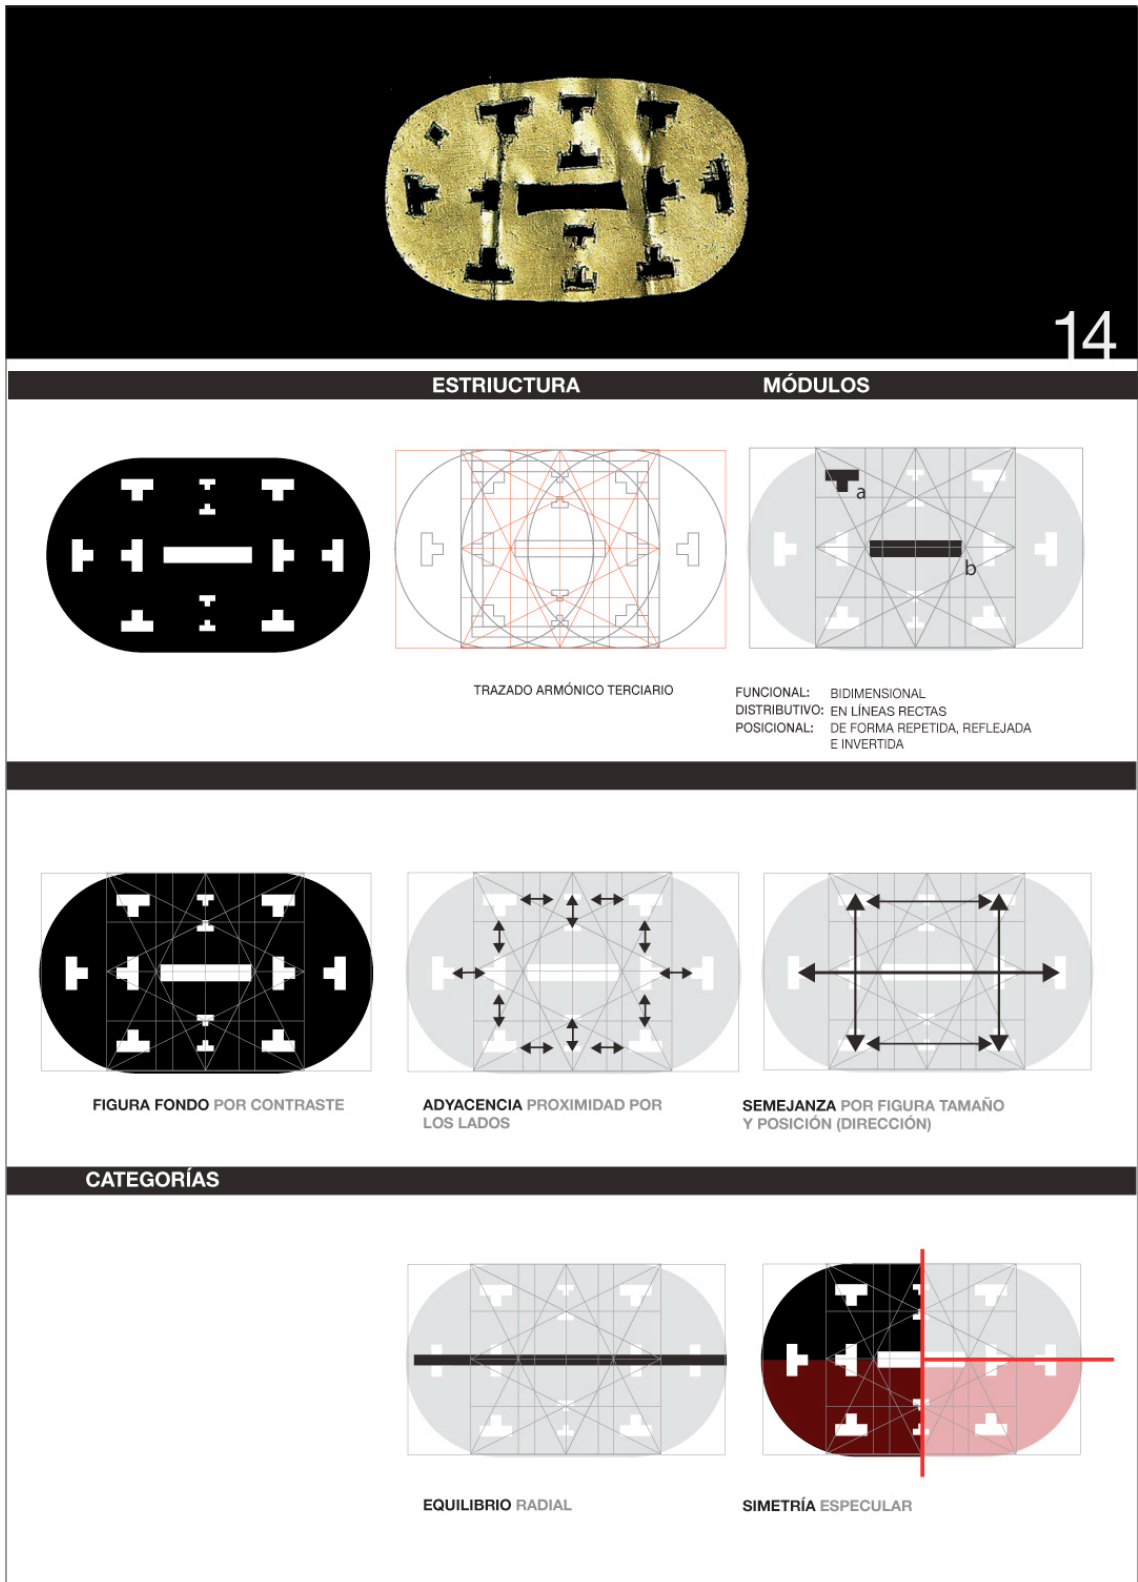 14
ESTRIUCTURA
MÓDULOS
a
b
TRAZADO ARMÓNICO TERCIARIO
FUNCIONAL: BIDIMENSIONAL
DISTRIBUTIVO: EN LÍNEAS RECTAS
POSICIONAL: DE FORMA REPETIDA, REFLEJADA
E INVERTIDA
FIGURA FONDO POR CONTRASTE
ADYACENCIA PROXIMIDAD POR
LOS LADOS
SEMEJANZA POR FIGURA TAMAÑO
Y POSICIÓN (DIRECCIÓN)
CATEGORÍAS
EQUILIBRIO RADIAL
SIMETRÍA ESPECULAR